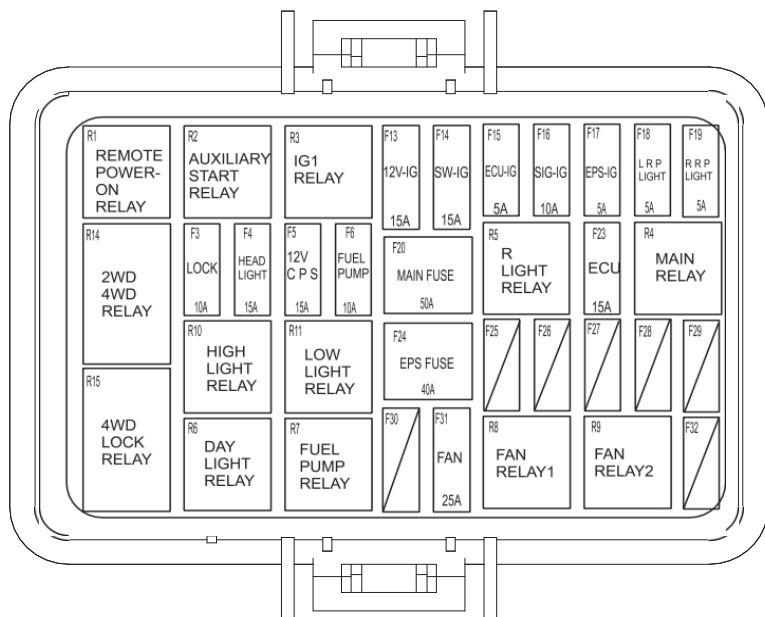 R1
REMOTE
POWER-
ON
RELAY
R2
AUXILIARY
START
RELAY
R3
IG1
RELAY
F13
12V-IG
15A
F14
SW-IG
15A
F15
ECU-IG
5A
F16
SIG-IG
10A
F17
EPS-IG
5A
F18
L R P
LIGHT
5A
F19
R R P
LIGHT
5A
R14
2WD
4WD
RELAY
F3
LOCK
10A
F4
HEAD
LIGHT
15A
F5
12V
C P S
15A
F6
FUEL
PUMP
10A
F20
MAIN FUSE
50A
R5
R
LIGHT
RELAY
F23
ECU
15A
R4
MAIN
RELAY
R10
HIGH
LIGHT
RELAY
R11
LOW
LIGHT
RELAY
F24
EPS FUSE
40A
F25
F26
F27
F28
F29
R15
4WD
LOCK
RELAY
R6
DAY
LIGHT
RELAY
R7
FUEL
PUMP
RELAY
F30
F31
FAN
25A
R8
FAN
RELAY1
R9
FAN
RELAY2
F32